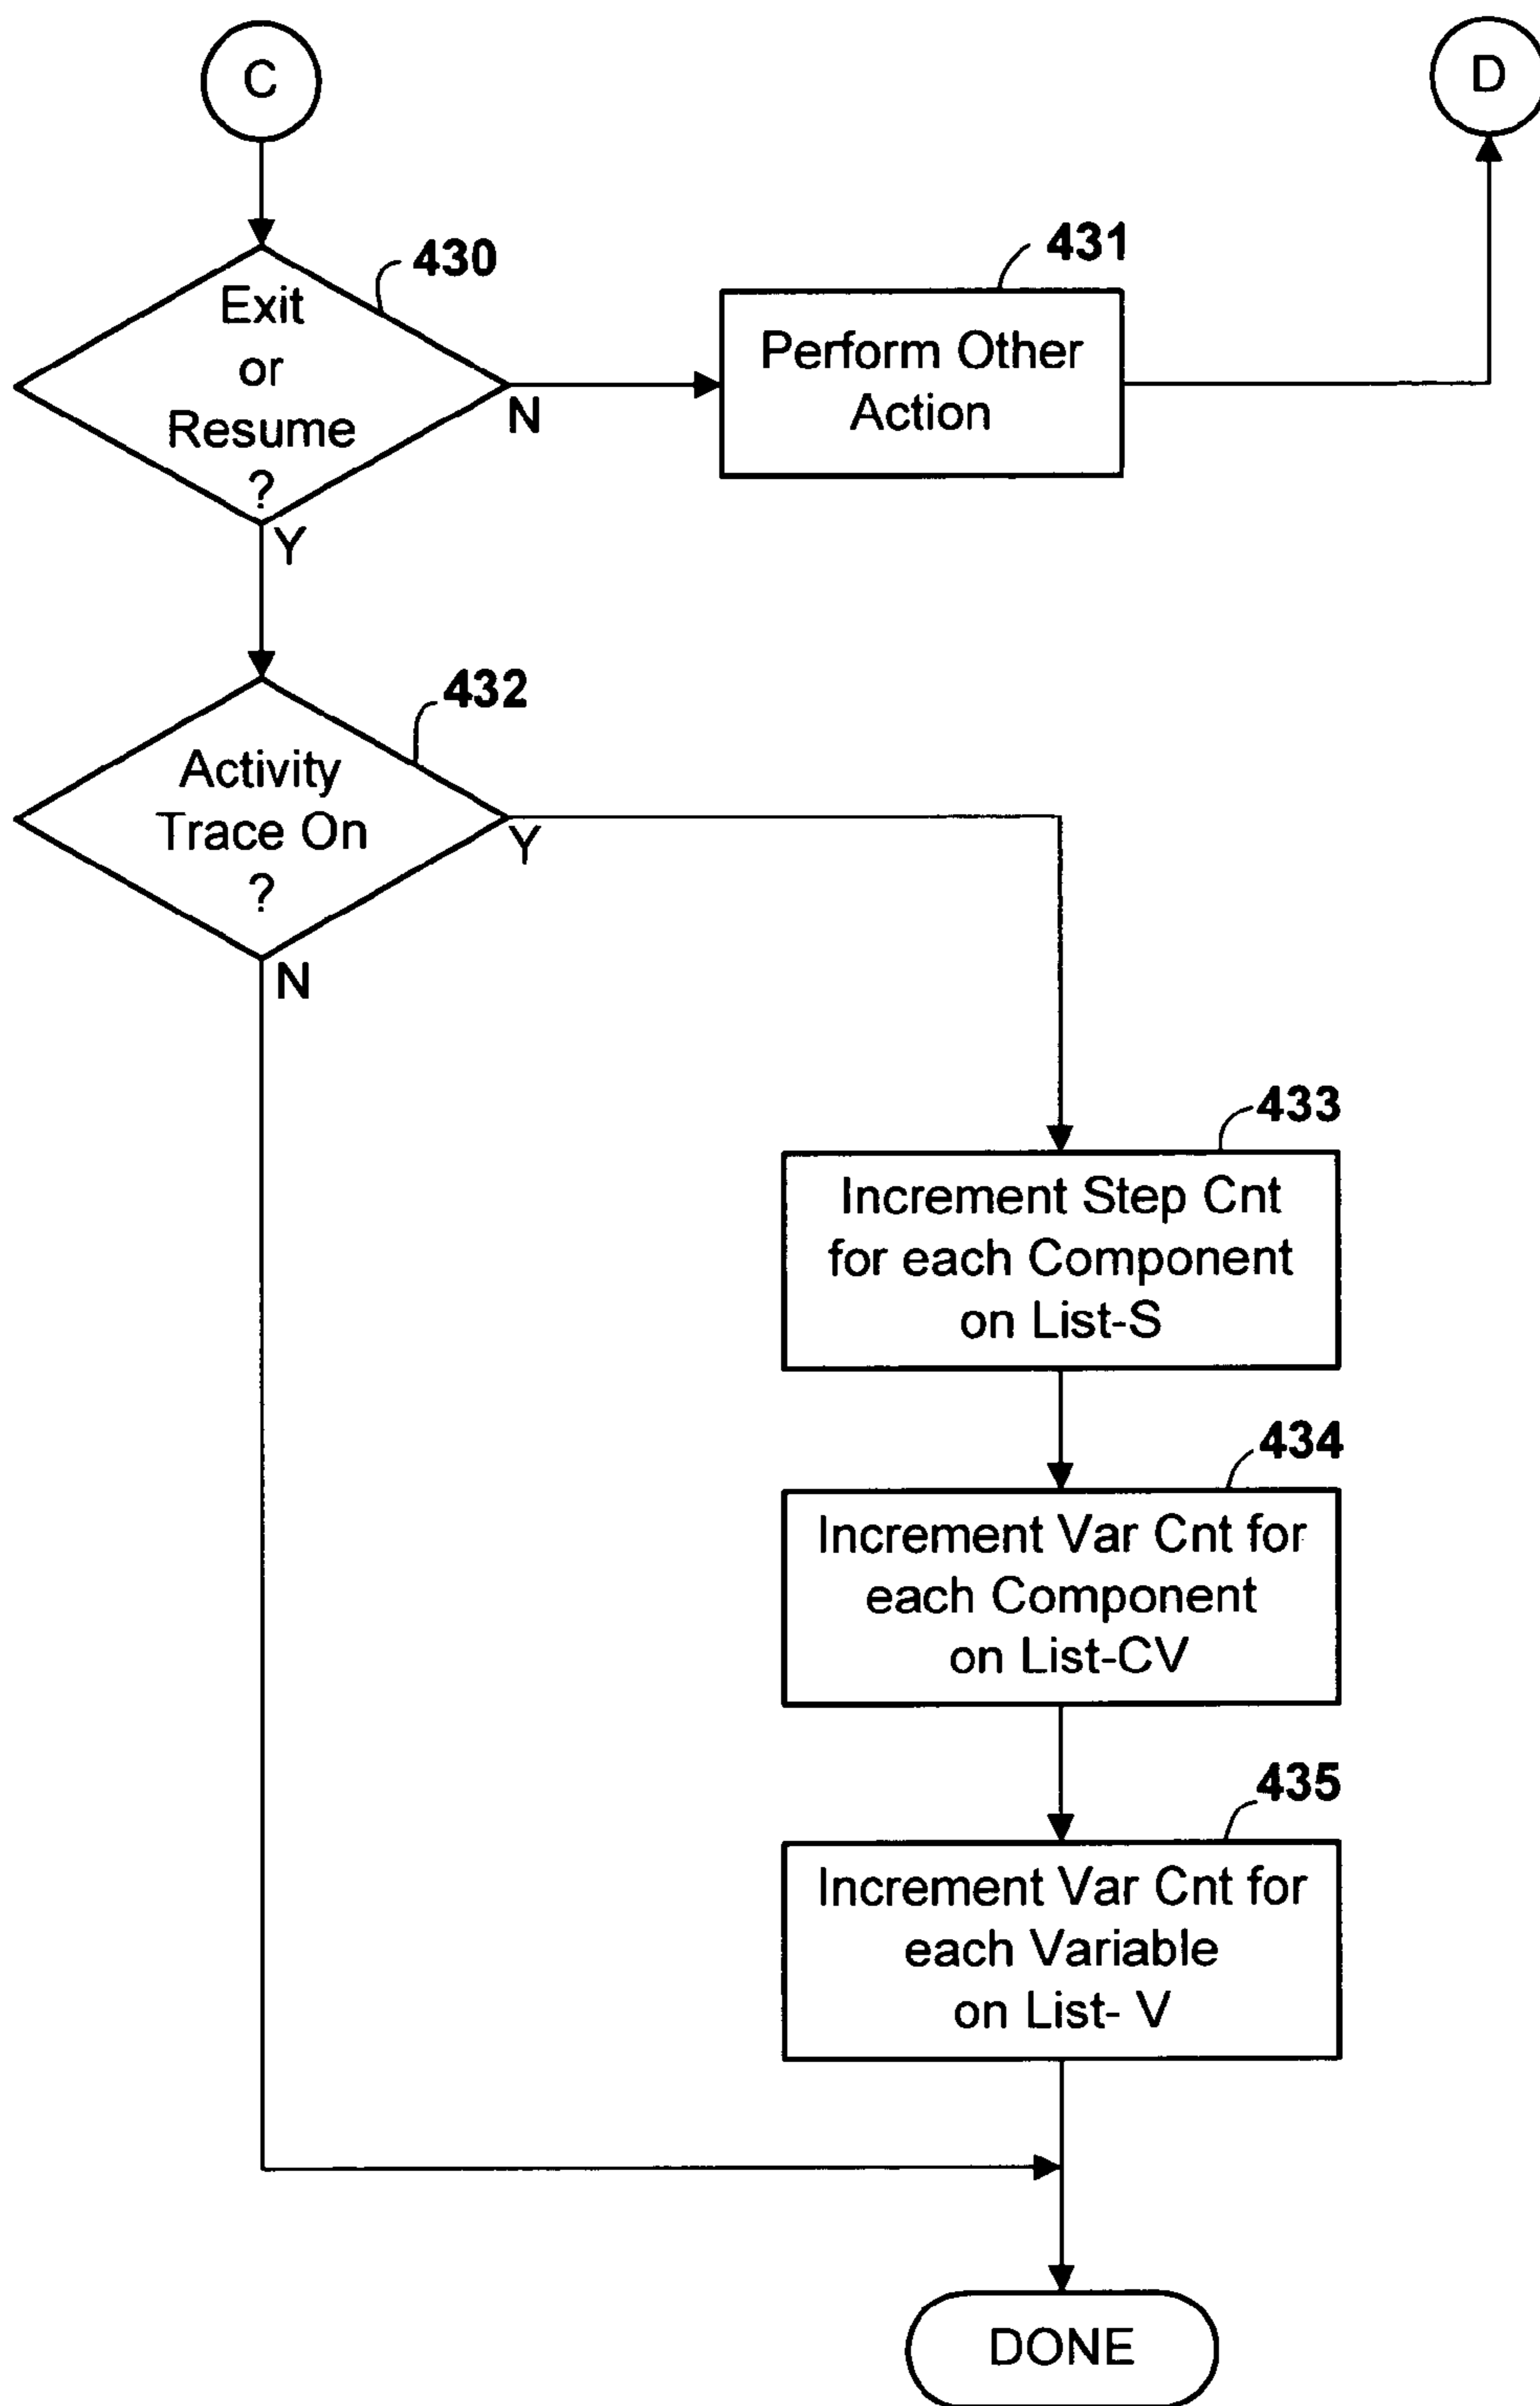 C
D
430
Exit
or
Resume
?
N
Y
431
Perform Other
Action
432
Activity
Trace On
?
Y
N
433
Increment Step Cnt
for each Component
on List-S
434
Increment Var Cnt for
each Component
on List-CV
435
Increment Var Cnt for
each Variable
on List- V
DONE